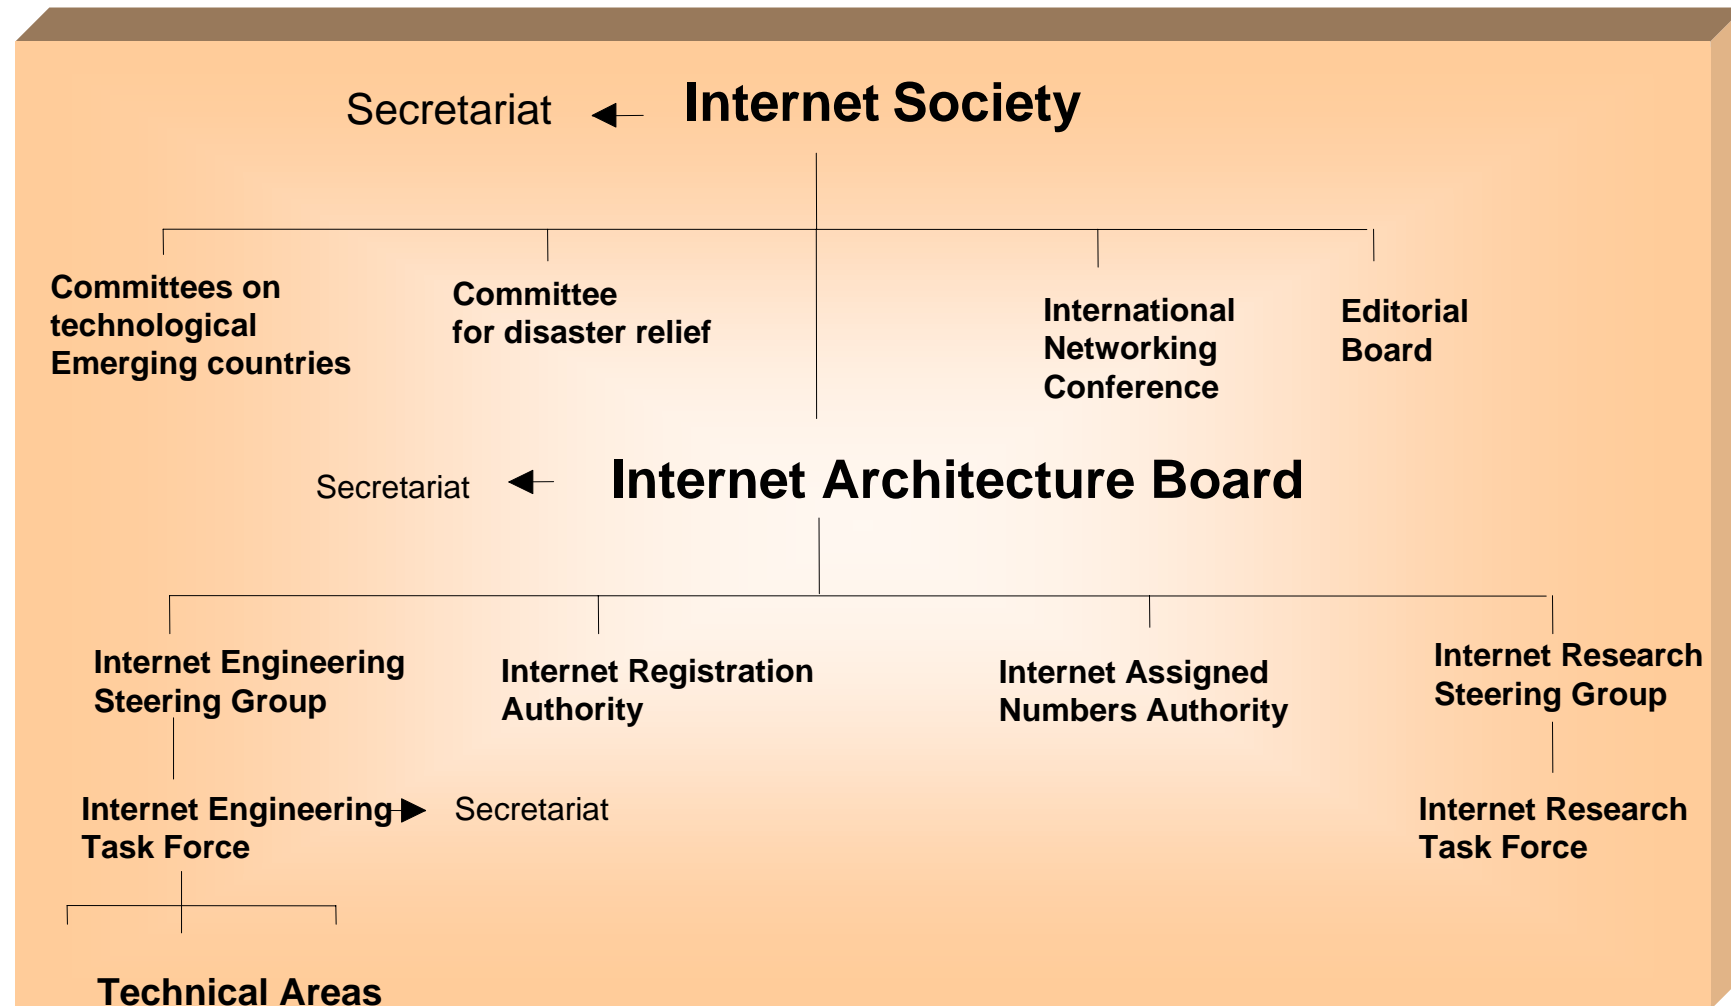 Secretariat
Internet Society
Committees on
technological
Emerging countries
Committee
for disaster relief
International
Networking
Conference
Editorial
Board
Secretariat
Internet Architecture Board
Internet Engineering
Steering Group
Internet Registration
Authority
Internet Assigned
Numbers Authority
Internet Research
Steering Group
Internet Engineering
Task Force
Secretariat
Internet Research
Task Force
Technical Areas